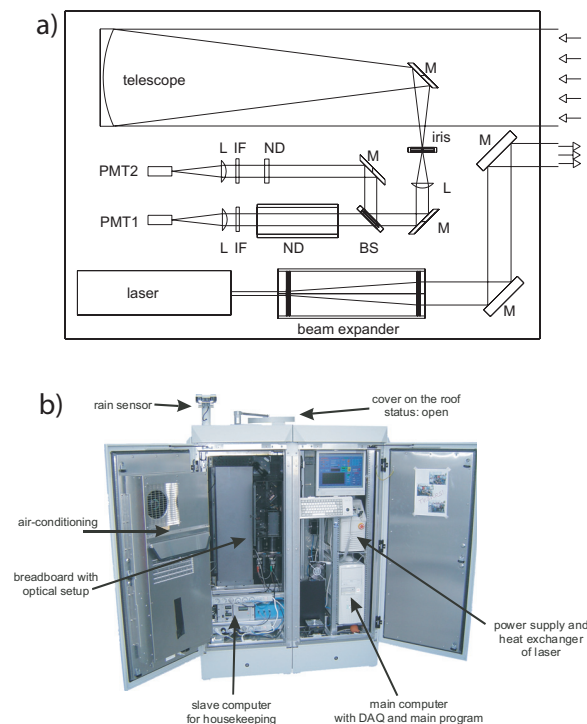 a)
telescope
M
iris
M
L IF ND
M
L
PMT2
PMT1
L IF
ND
BS
M
laser
M
beam expander
b)
rain sensor
cover on the roof
status: open
air-conditioning
breadboard with
optical setup
power supply and
heat exchanger
of laser
slave computer
for housekeeping
main computer
with DAQ and main program